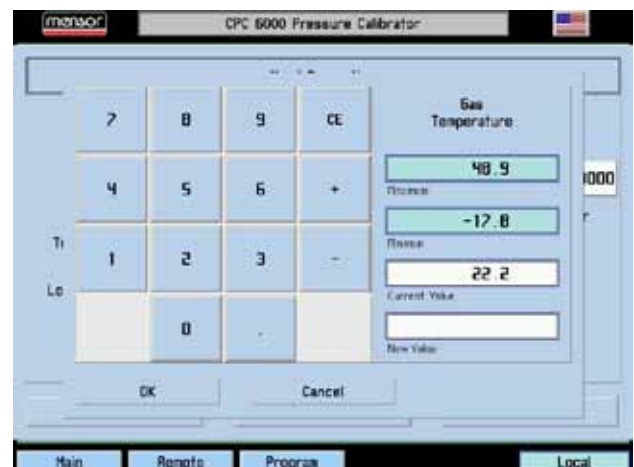 mensor
CPC 6000 Pressure Calibrator
7 8 9 CE
4 5 6 +
1 2 3 -
0 .
OK Cancel
Gas
Temperature
48.9
Maximum
-17.8
Minimum
22.2
Current Value
New Value
0000
Main Remote Program Local